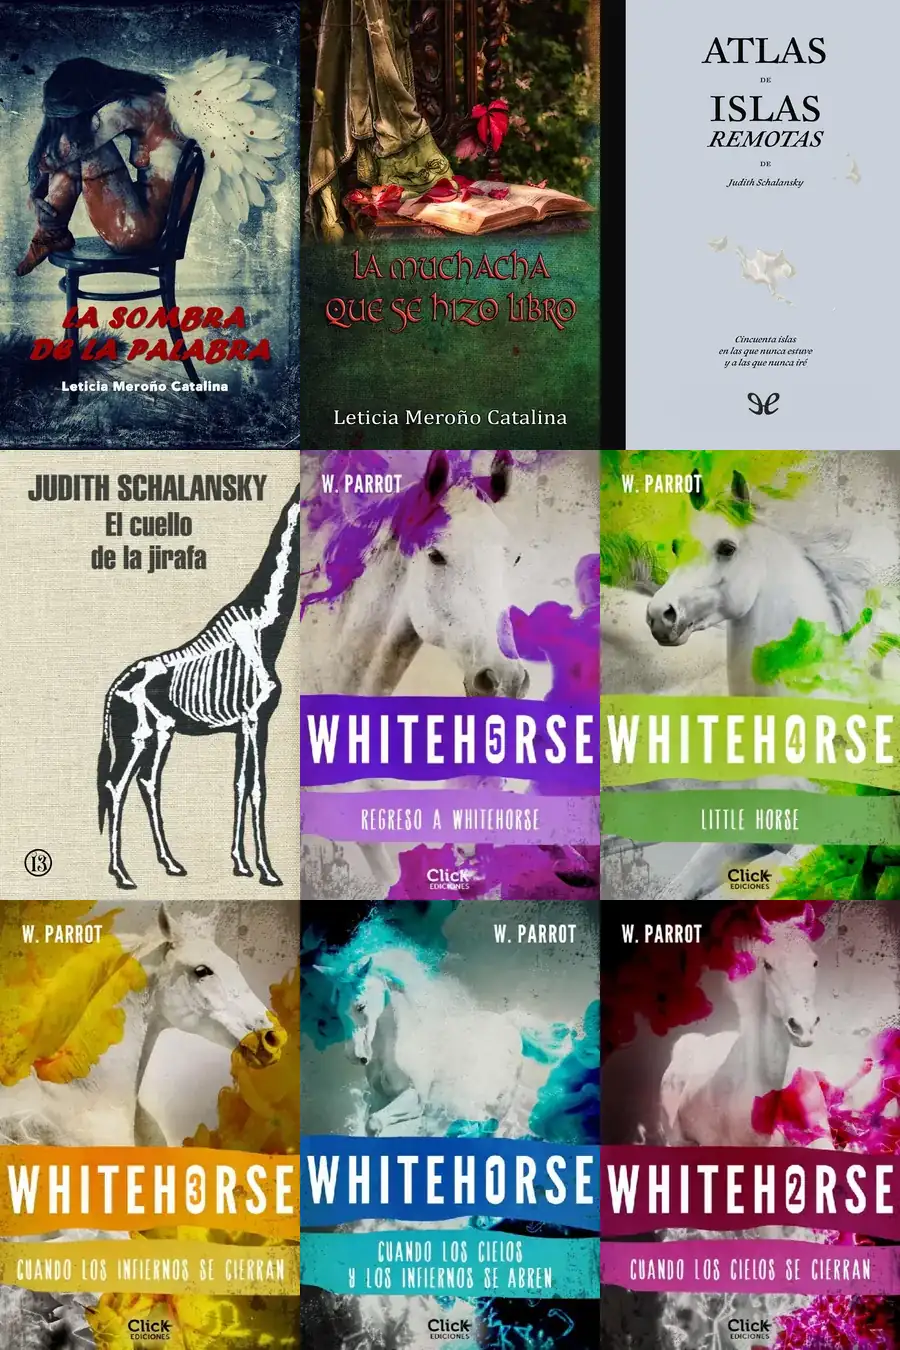 LA SOMBRA
DE LA PALABRA
Leticia Meroño Catalina
LA MUCHACHA
QUE SE HIZO LIBRO
Leticia Meroño Catalina
ATLAS
DE
ISLAS
REMOTAS
DE
Judith Schalansky
Cincuenta islas
en las que nunca estuve
y a las que nunca iré
JUDITH SCHALANSKY
El cuello
de la jirafa
13
W. PARROT
WHITEH5RSE
REGRESO A WHITEHORSE
Click
EDICIONES
W. PARROT
WHITEH4RSE
LITTLE HORSE
Click
EDICIONES
W. PARROT
WHITEH3RSE
CUANDO LOS INFIERNOS SE CIERRAN
Click
EDICIONES
W. PARROT
WHITEH1RSE
CUANDO LOS CIELOS
Y LOS INFIERNOS SE ABREN
Click
EDICIONES
W. PARROT
WHITEH2RSE
CUANDO LOS CIELOS SE CIERRAN
Click
EDICIONES